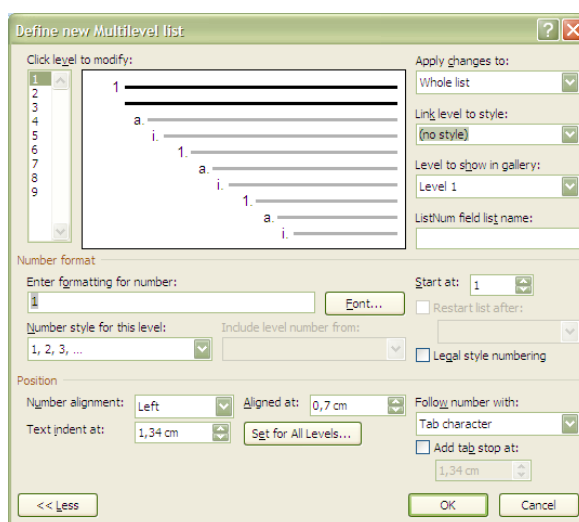 Define new Multilevel list
Click level to modify:
1
2
3
4
5
6
7
8
9
1
a.
i.
1.
a.
i.
1.
a.
i.
Apply changes to:
Whole list
Link level to style:
(no style)
Level to show in gallery:
Level 1
ListNum field list name:
Number format
Enter formatting for number:
1
Font...
Start at: 1
Restart list after:
Number style for this level:
1, 2, 3, ...
Include level number from:
Legal style numbering
Position
Number alignment: Left
Aligned at: 0,7 cm
Text indent at: 1,34 cm
Set for All Levels...
Follow number with:
Tab character
Add tab stop at:
1,34 cm
<< Less
OK
Cancel